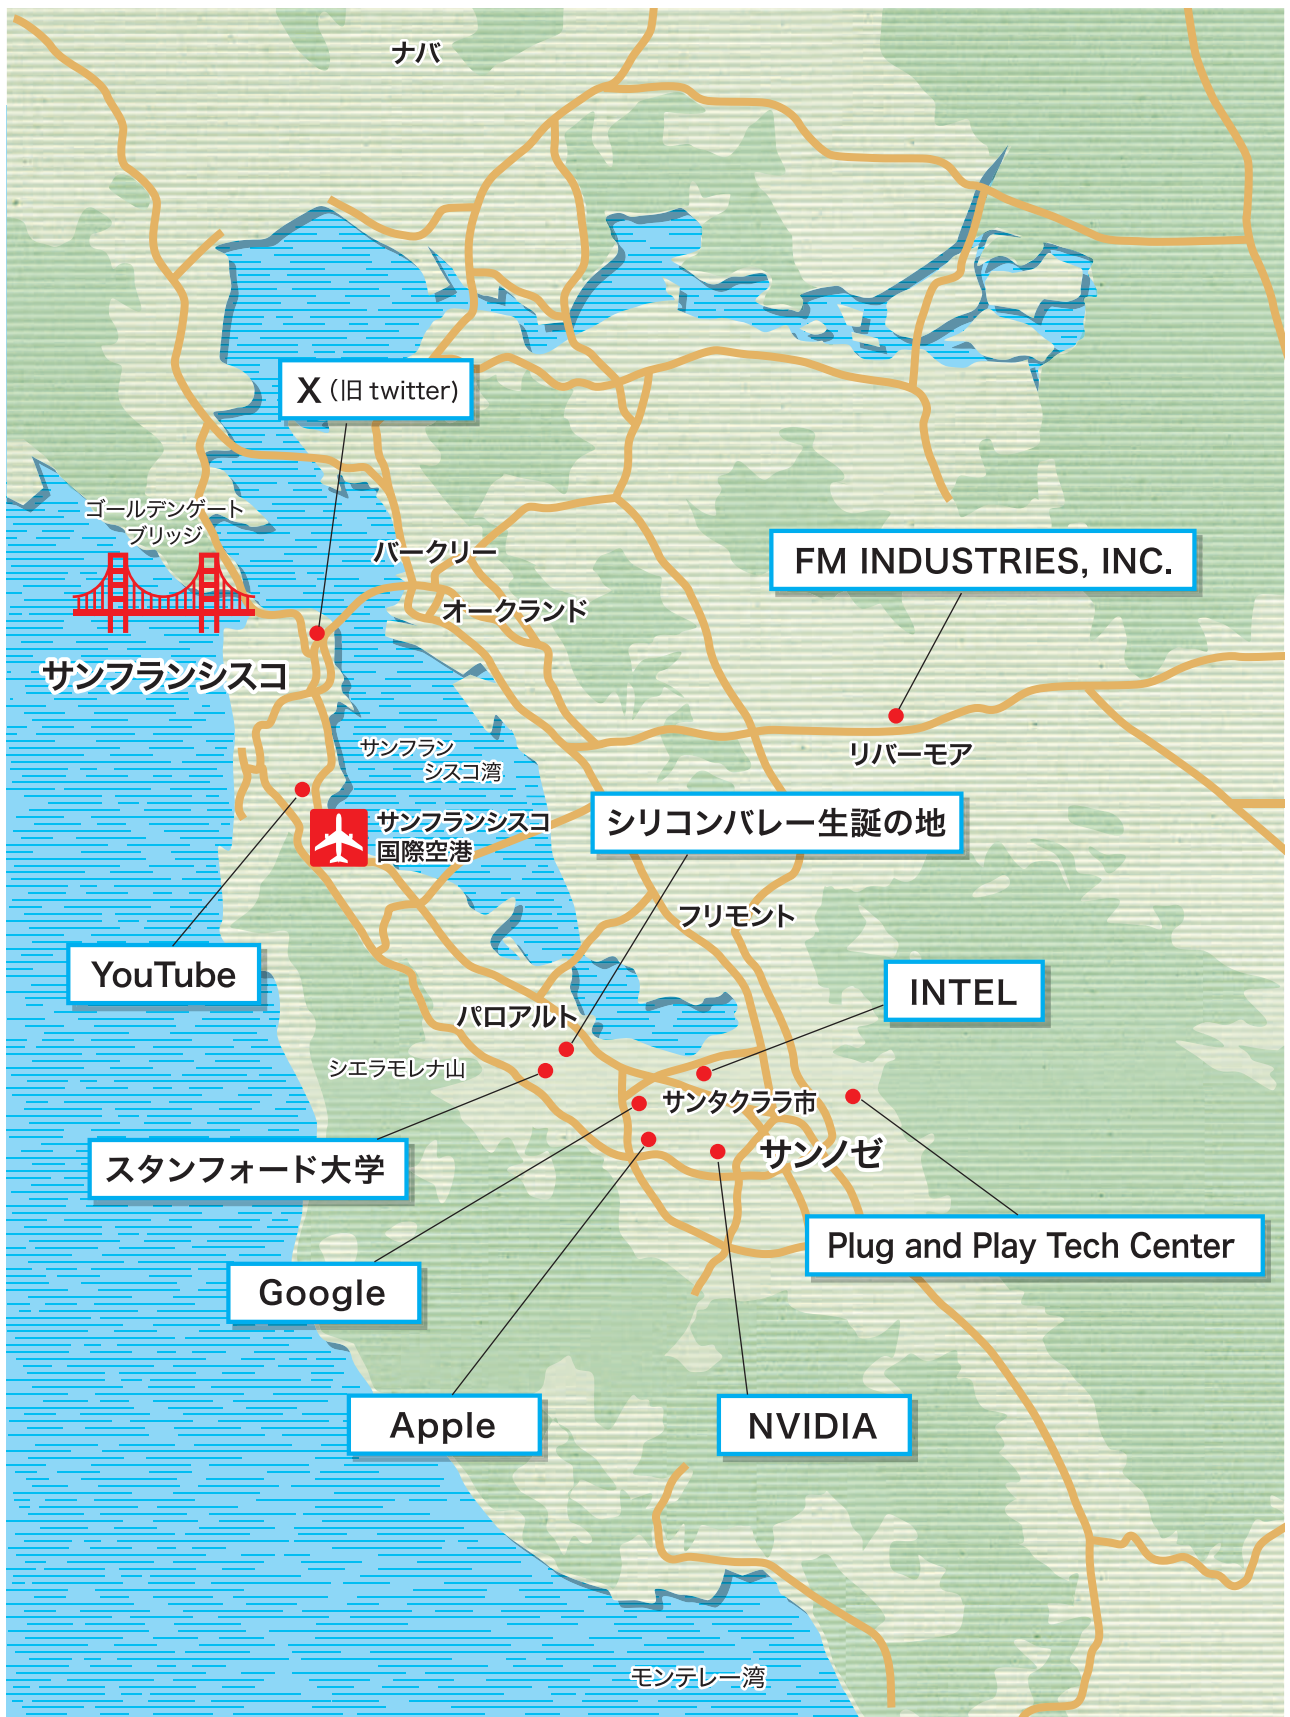 ナバ
X（旧 twitter)
ゴールデンゲート
ブリッジ
バークリー
FM INDUSTRIES, INC.
オークランド
サンフランシスコ
サンフラン
シスコ湾
リバーモア
サンフランシスコ
国際空港
シリコンバレー生誕の地
フリモント
YouTube
INTEL
パロアルト
シエラモレナ山
サンタクララ市
サンノゼ
スタンフォード大学
Plug and Play Tech Center
Google
Apple
NVIDIA
モンテレー湾